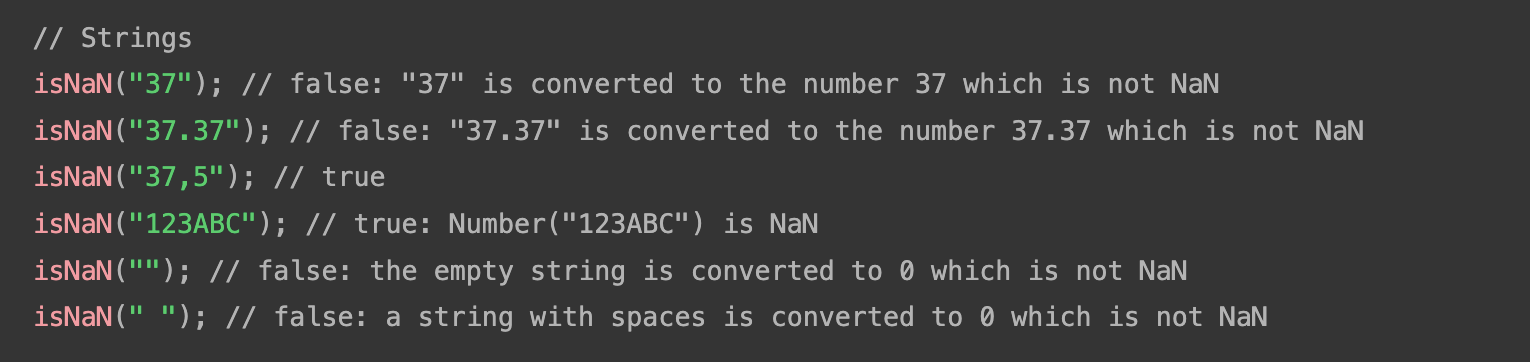 // Strings
isNaN("37"); // false: "37" is converted to the number 37 which is not NaN
isNaN("37.37"); // false: "37.37" is converted to the number 37.37 which is not NaN
isNaN("37,5"); // true
isNaN("123ABC"); // true: Number("123ABC") is NaN
isNaN(""); // false: the empty string is converted to 0 which is not NaN
isNaN(" "); // false: a string with spaces is converted to 0 which is not NaN